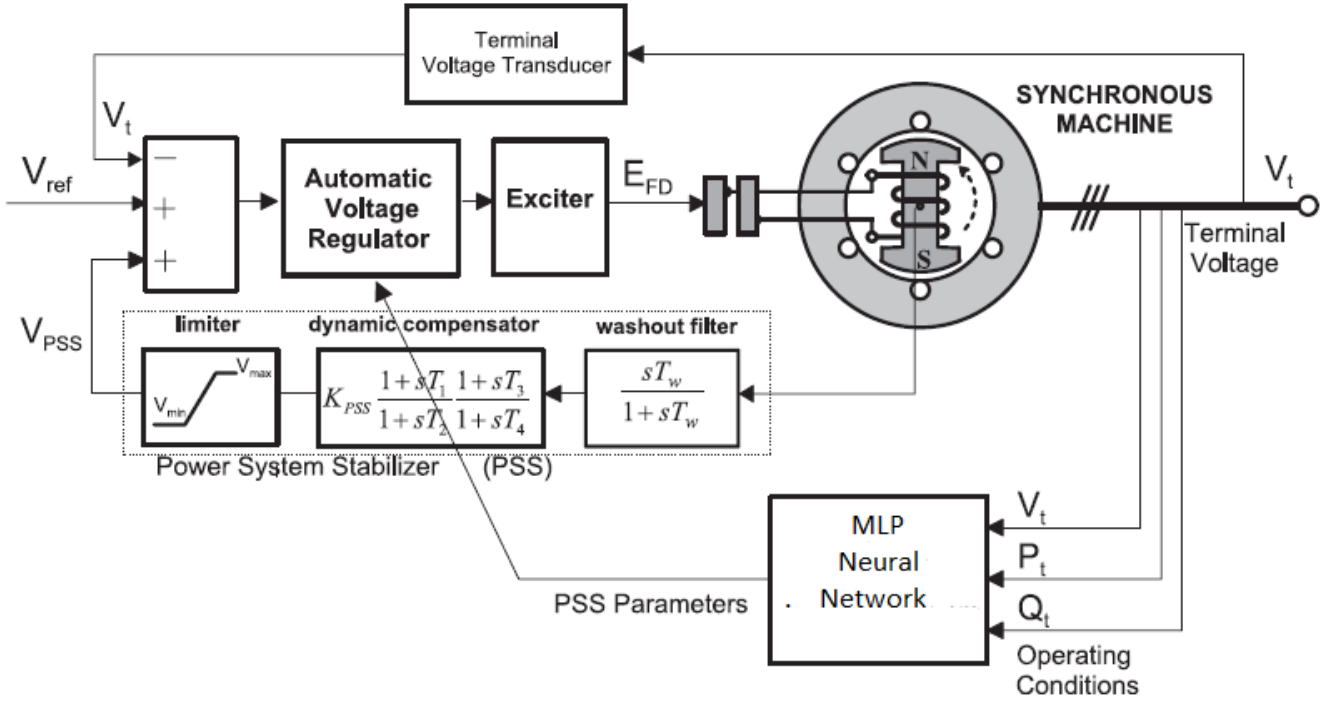 Terminal
Voltage Transducer
SYNCHRONOUS
MACHINE
V_t
V_ref
−
+
+
Automatic
Voltage
Regulator
Exciter
E_FD
N
S
V_t
Terminal
Voltage
V_PSS
limiter
dynamic compensator
washout filter
V_max
V_min
K_PSS (1+sT_1)/(1+sT_2) (1+sT_3)/(1+sT_4)
sT_w/(1+sT_w)
Power System Stabilizer (PSS)
MLP
Neural
. Network
V_t
P_t
Q_t
PSS Parameters
Operating
Conditions